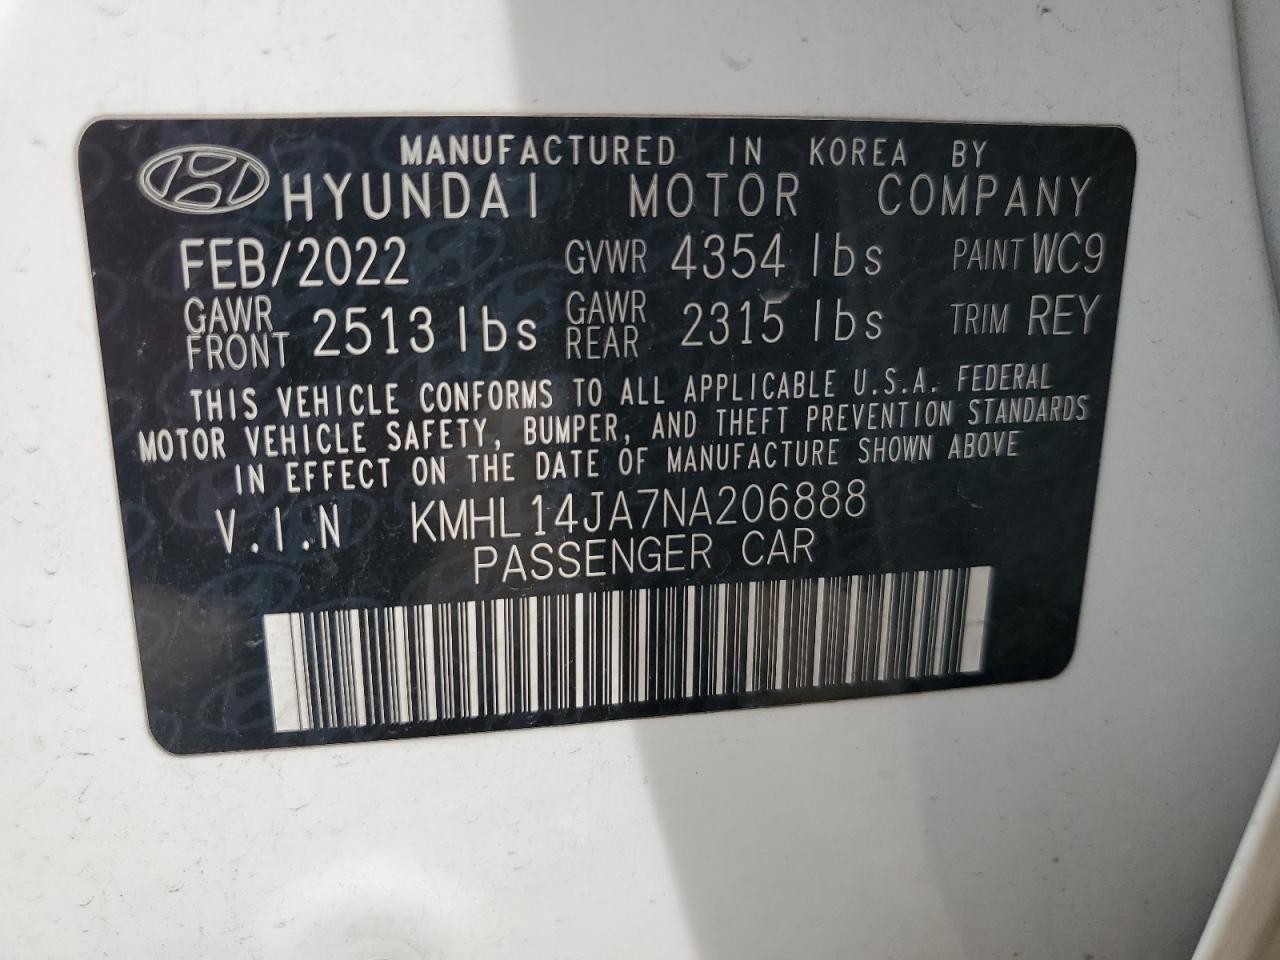 MANUFACTURED IN KOREA BY
HYUNDAI MOTOR COMPANY
FEB/2022 GVWR 4354 lbs PAINT WC9
GAWR FRONT 2513 lbs GAWR REAR 2315 lbs TRIM REY
THIS VEHICLE CONFORMS TO ALL APPLICABLE U.S.A. FEDERAL
MOTOR VEHICLE SAFETY, BUMPER, AND THEFT PREVENTION STANDARDS
IN EFFECT ON THE DATE OF MANUFACTURE SHOWN ABOVE
V.I.N KMHL14JA7NA206888
PASSENGER CAR